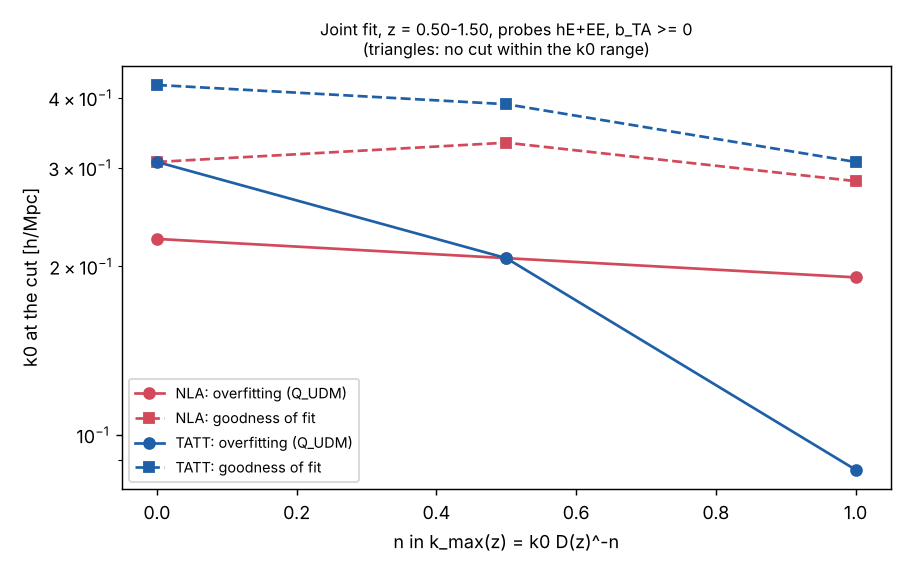 Joint fit, z = 0.50-1.50, probes hE+EE, b_TA >= 0
(triangles: no cut within the k0 range)
k0 at the cut [h/Mpc]
4 × 10⁻¹
3 × 10⁻¹
2 × 10⁻¹
10⁻¹
NLA: overfitting (Q_UDM)
NLA: goodness of fit
TATT: overfitting (Q_UDM)
TATT: goodness of fit
0.0 0.2 0.4 0.6 0.8 1.0
n in k_max(z) = k0 D(z)^-n